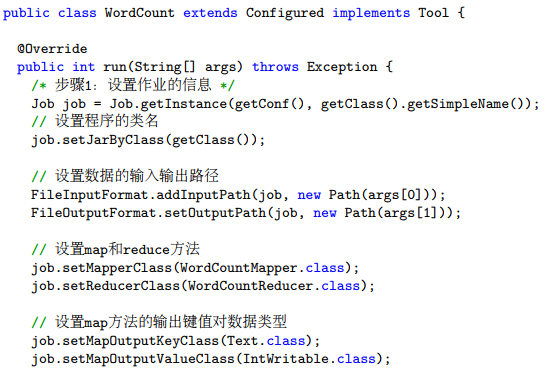 public class WordCount extends Configured implements Tool {
@Override
public int run(String[] args) throws Exception {
/* 步骤1: 设置作业的信息 */
Job job = Job.getInstance(getConf(), getClass().getSimpleName());
// 设置程序的类名
job.setJarByClass(getClass());
// 设置数据的输入输出路径
FileInputFormat.addInputPath(job, new Path(args[0]));
FileOutputFormat.setOutputPath(job, new Path(args[1]));
// 设置map和reduce方法
job.setMapperClass(WordCountMapper.class);
job.setReducerClass(WordCountReducer.class);
// 设置map方法的输出键值对数据类型
job.setMapOutputKeyClass(Text.class);
job.setMapOutputValueClass(IntWritable.class);